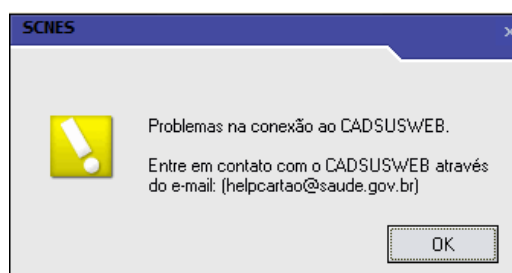 SCNES
Problemas na conexão ao CADSUSWEB.
Entre em contato com o CADSUSWEB através
do e-mail: (helpcartao@saude.gov.br)
OK